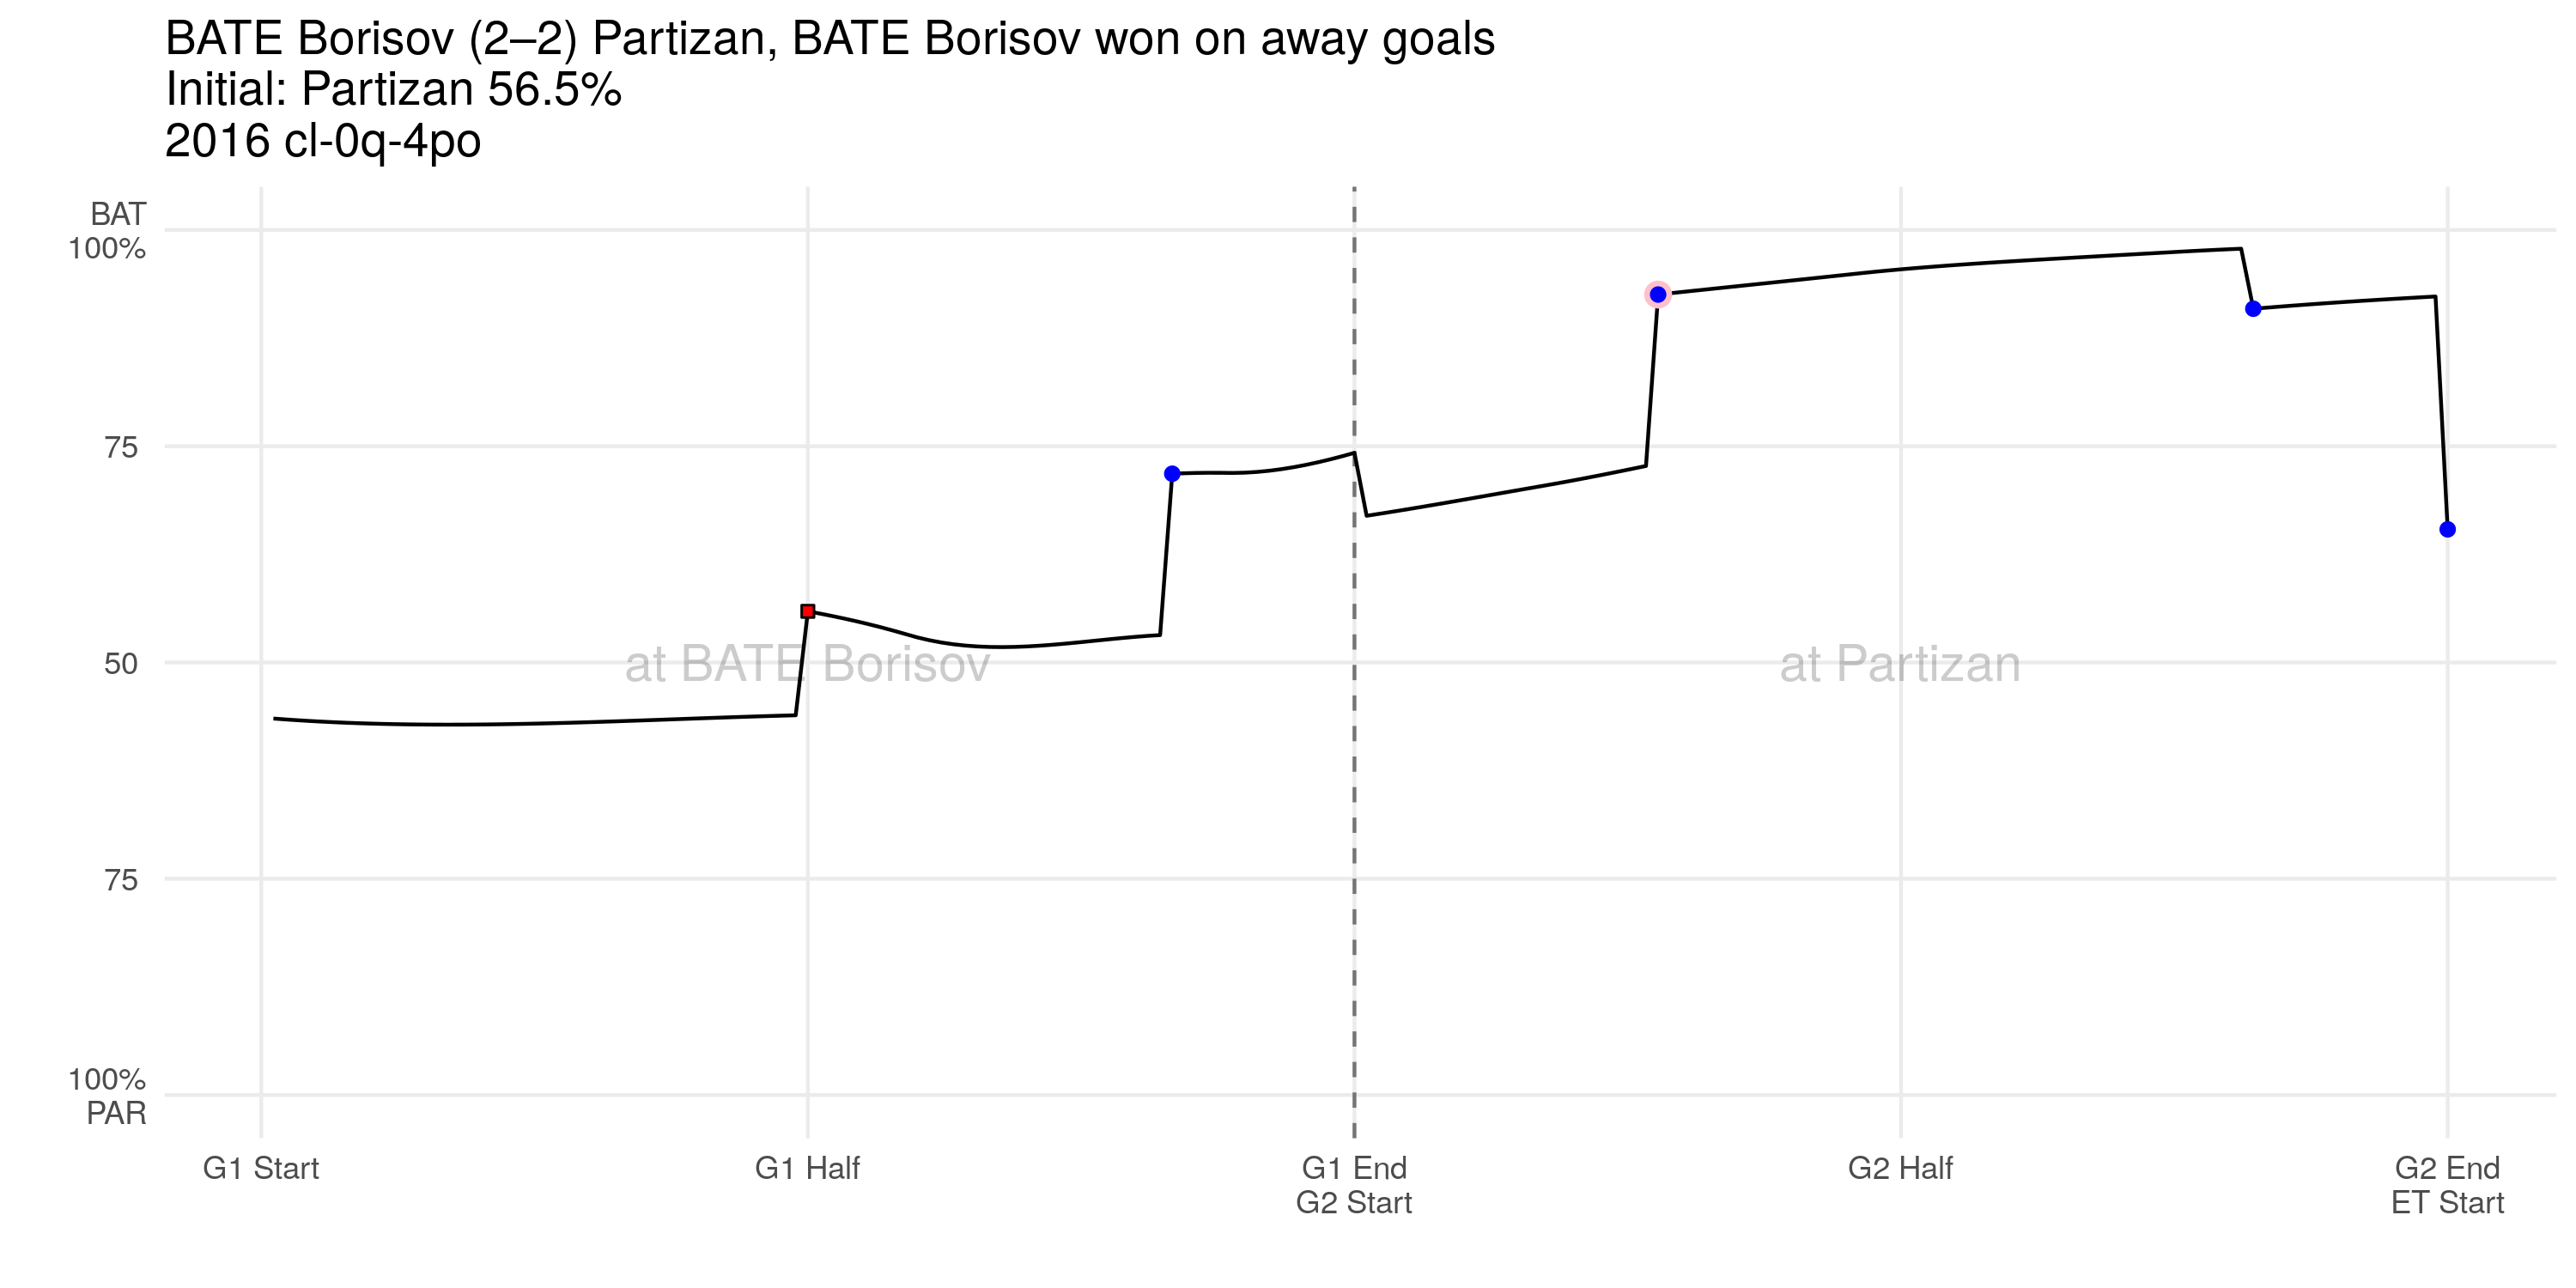 BATE Borisov (2–2) Partizan, BATE Borisov won on away goals
Initial: Partizan 56.5%
2016 cl-0q-4po
BAT
100%
75
50
75
100%
PAR
at BATE Borisov
at Partizan
G1 Start
G1 Half
G1 End
G2 Start
G2 Half
G2 End
ET Start